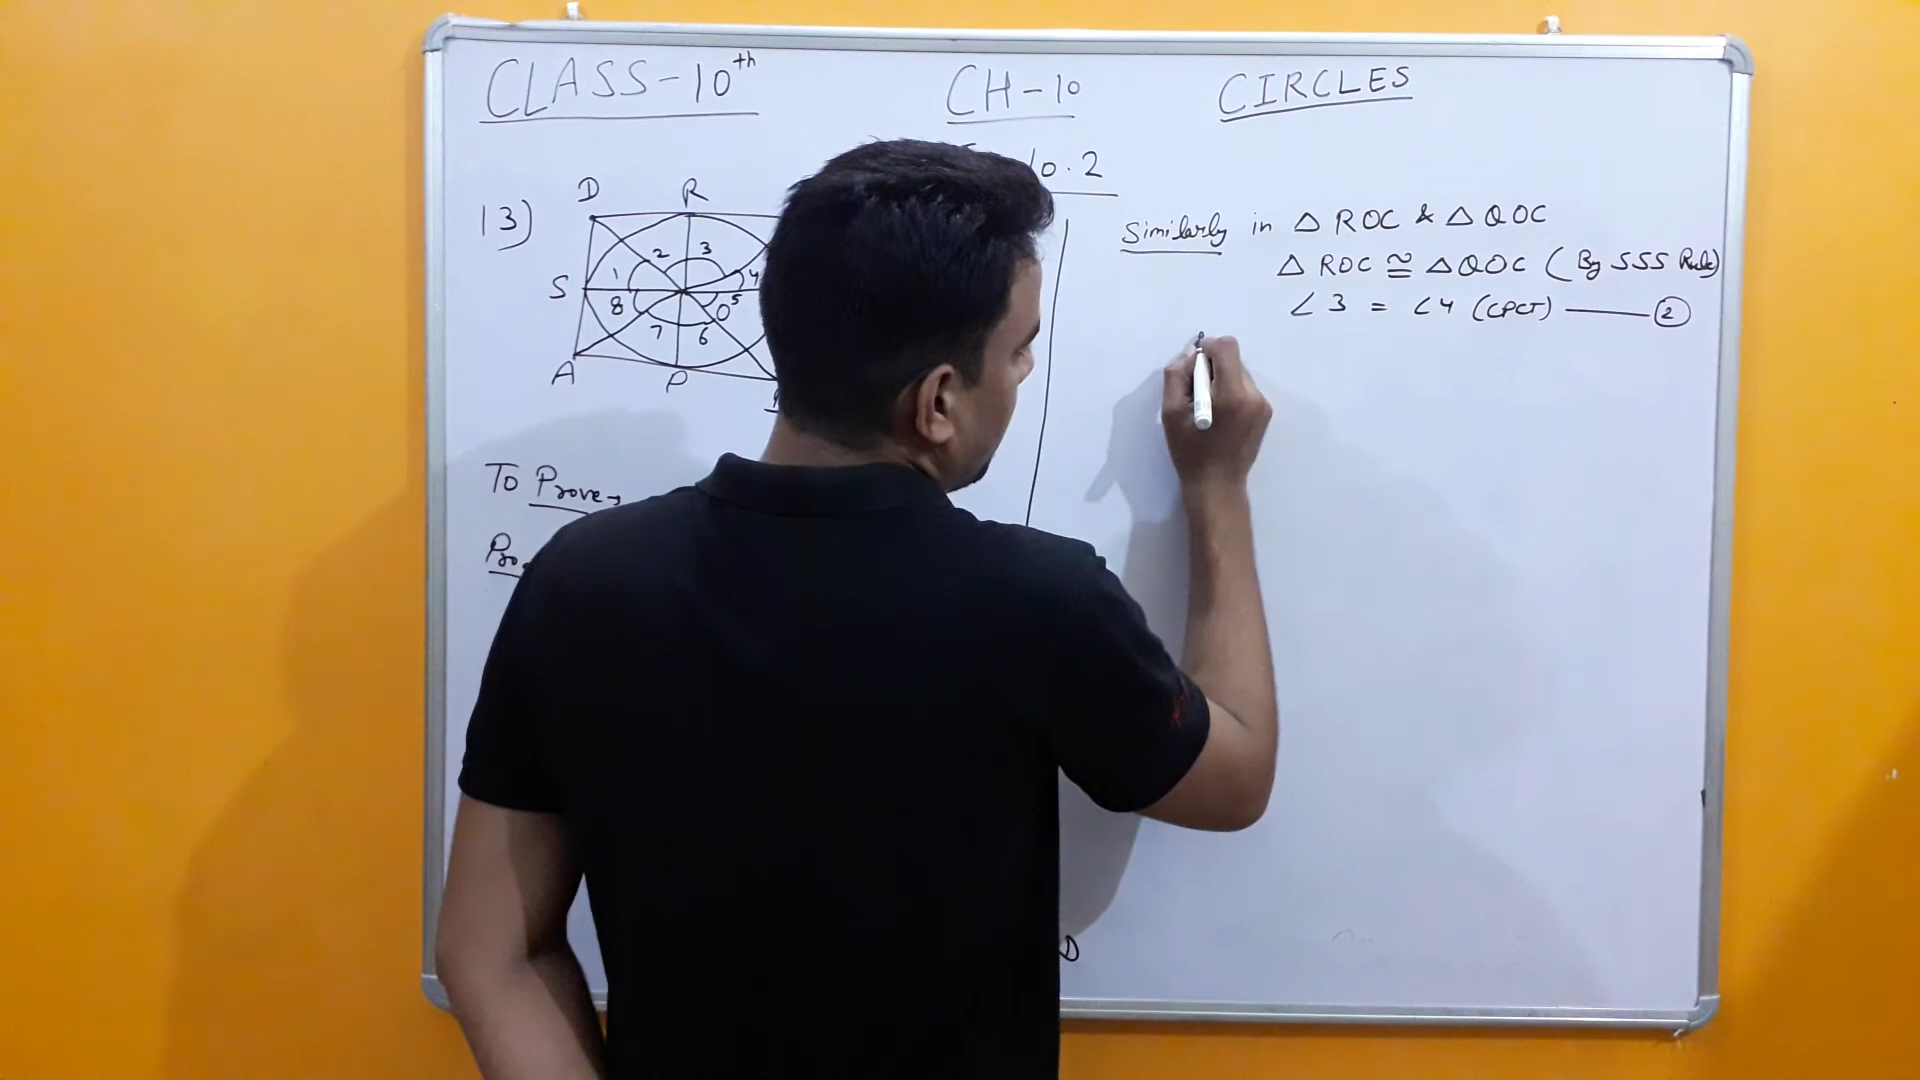 CLASS-10th CH-10 CIRCLES
10.2
13)
D R
1 2 3 4
S
8 7 6 5 O
A P
To Prove→
Similarly in △ ROC & △ QOC
△ ROC ≅ △ QOC (By SSS Rule)
∠3 = ∠4 (CPCT) —— ②
D